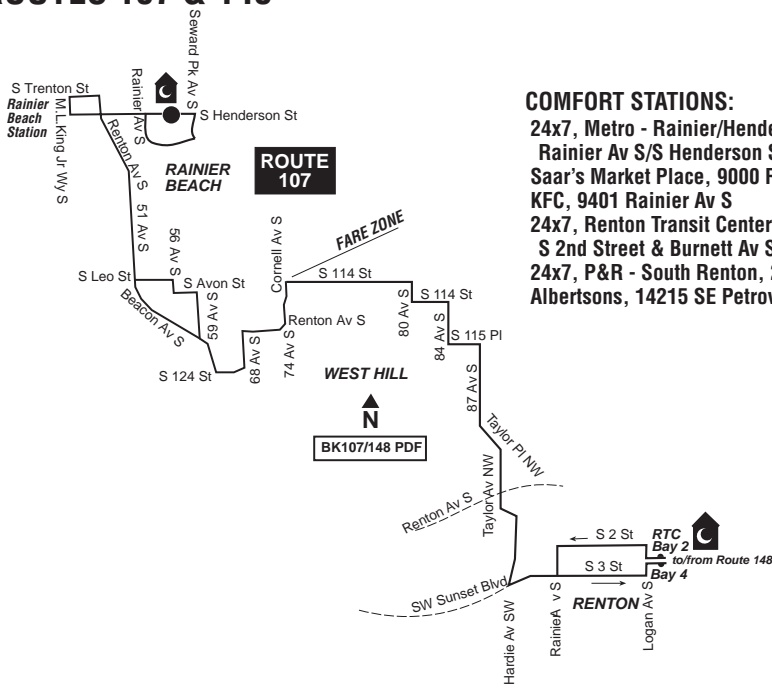 Seward Pk Av S
S Trenton St
Rainier
Beach
Station
M.L.King Jr Wy S
Rainier Av S
S Henderson St
Renton Av S
RAINIER
BEACH
ROUTE
107
51 Av S
56 Av S
S Leo St
S Avon St
Beacon Av S
59 Av S
S 124 St
68 Av S
74 Av S
Cornell Av S
Renton Av S
FARE ZONE
S 114 St
80 Av S
S 114 St
84 Av S
S 115 Pl
87 Av S
WEST HILL
N
BK107/148 PDF
Taylor Pl NW
Taylor Av NW
Renton Av S
SW Sunset Blvd
Hardie Av SW
S 2 St
RTC
Bay 2
to/from Route 148
S 3 St
Bay 4
RENTON
RainierA v S
Logan Av S
COMFORT STATIONS:
24x7, Metro - Rainier/Hende
Rainier Av S/S Henderson S
Saar's Market Place, 9000
KFC, 9401 Rainier Av S
24x7, Renton Transit Center
S 2nd Street & Burnett Av S
24x7, P&R - South Renton,
Albertsons, 14215 SE Petrov